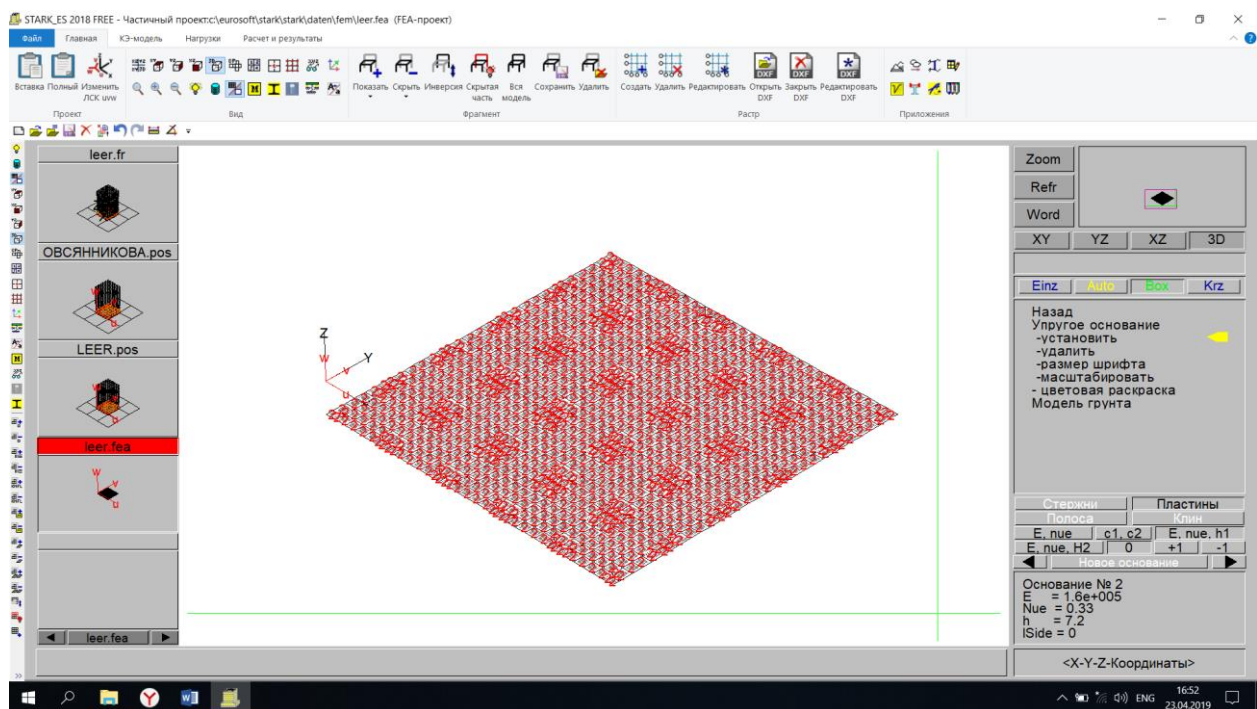 STARK_ES 2018 FREE - Частичный проект:c:\eurosoft\stark\stark\daten\fem\leer.fea (FEA-проект)
Файл Главная КЭ-модель Нагрузки Расчет и результаты
Вставка Полный Изменить ЛСК uvw
Показать Скрыть Инверсия Скрытая часть Вся модель Сохранить Удалить
Создать Удалить Редактировать Открыть DXF Закрыть DXF Редактировать DXF
Проект Вид Фрагмент Растр Приложения
leer.fr
ОВСЯННИКОВА.pos
LEER.pos
leer.fea
w
v
u
leer.fea
Z
W
Y
v
u
Zoom
Refr
Word
XY YZ XZ 3D
Einz Auto Box Krz
Назад
Упругое основание
-установить
-удалить
-размер шрифта
-масштабировать
- цветовая раскраска
Модель грунта
Стержни Пластины
Полоса Клин
E, nue c1, c2 E, nue, h1
E, nue, H2 0 +1 -1
Новое основание
Основание № 2
E = 1.6e+005
Nue = 0.33
h = 7.2
ISide = 0
<X-Y-Z-Координаты>
ENG
16:52
23.04.2019